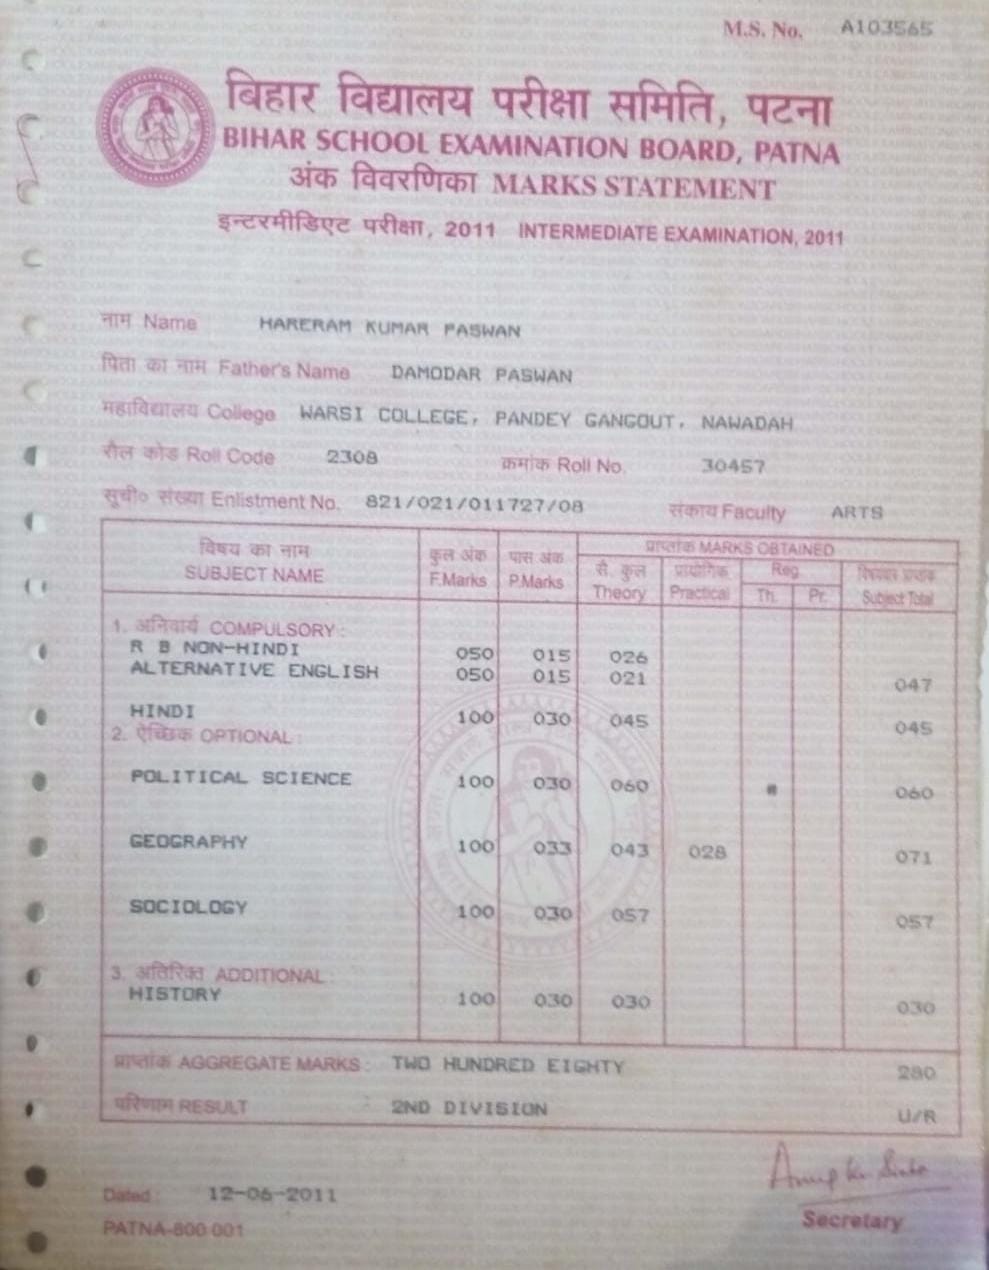 M.S. No. A103565
बिहार विद्यालय परीक्षा समिति, पटना
BIHAR SCHOOL EXAMINATION BOARD, PATNA
अंक विवरणिका MARKS STATEMENT
इन्टरमीडिएट परीक्षा, 2011 INTERMEDIATE EXAMINATION, 2011
नाम Name HARERAM KUMAR PASWAN
पिता का नाम Father's Name DAMODAR PASWAN
महाविद्यालय College WARSI COLLEGE, PANDEY GANGOUT, NAWADAH
रौल कोड Roll Code 2308 क्रमांक Roll No. 30457
सूची० संख्या Enlistment No. 821/021/011727/08 संकाय Faculty ARTS
विषय का नाम कुल अंक पास अंक प्राप्तांक MARKS OBTAINED
SUBJECT NAME F.Marks P.Marks सै. कुल प्रायोगिक Reg.
Theory Practical Th. Pr. Subject Total
1. अनिवार्य COMPULSORY :
R B NON-HINDI 050 015 026
ALTERNATIVE ENGLISH 050 015 021 047
HINDI 100 030 045 045
2. ऐच्छिक OPTIONAL :
POLITICAL SCIENCE 100 030 060 060
GEOGRAPHY 100 033 043 028 071
SOCIOLOGY 100 030 057 057
3. अतिरिक्त ADDITIONAL :
HISTORY 100 030 030 030
प्राप्तांक AGGREGATE MARKS : TWO HUNDRED EIGHTY 280
परिणाम RESULT : 2ND DIVISION U/R
Dated : 12-06-2011
PATNA-800 001
Secretary